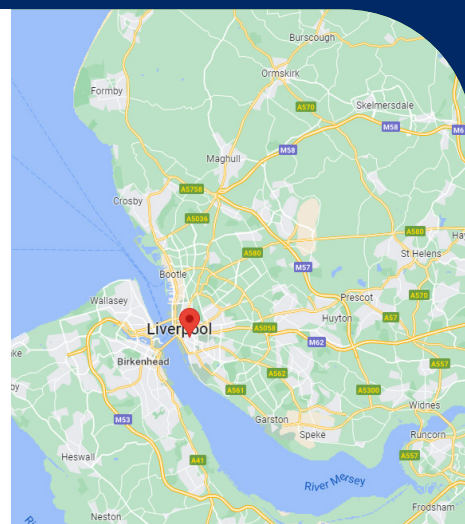 Burscough
Ormskirk
Formby
A570
Skelmersdale
M58
M6
M58
Maghull
A5758
Crosby
A5036
A580
A580
Hay
M57
St Helens
Bootle
Wallasey
Prescot
A570
Liverpool
A5058
Huyton
A57
M62
Birkenhead
A562
A557
A561
A5300
Widnes
M53
Garston
Speke
Runcorn
Heswall
A41
A557
River Mersey
Neston
Frodsham